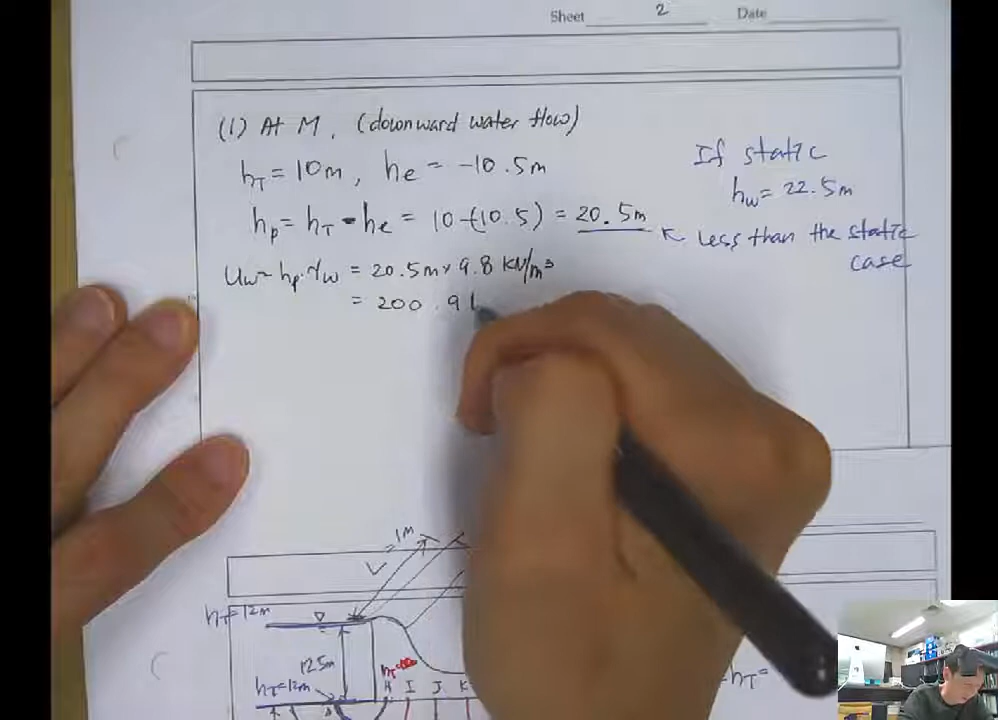 Sheet 2 Date
(1) At M, (downward water flow)
hT = 10m, he = -10.5m
hp = hT - he = 10-(10.5) = 20.5m
If static
hw = 22.5m
↖ less than the static
case
Uw = hp·γw = 20.5m × 9.8 KN/m³
= 200.9
= 1M
hT = 12m
12.5m
hT = 12m
H I J K
hT =